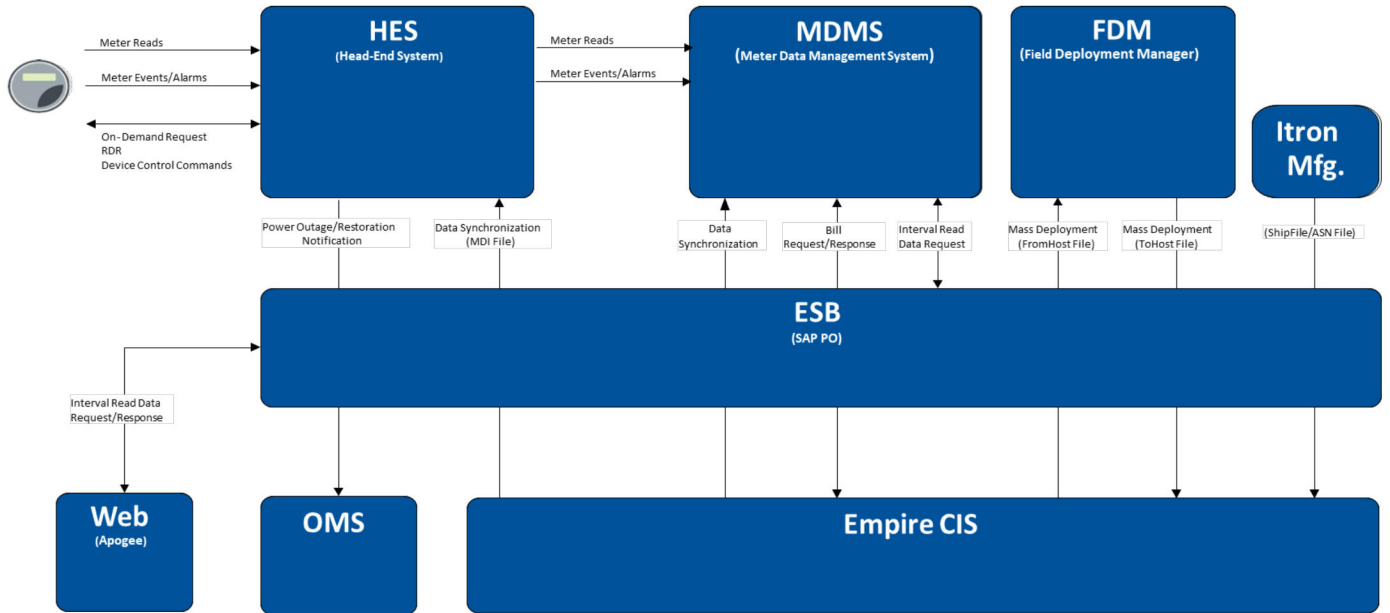 HES
(Head-End System)
MDMS
(Meter Data Management System)
FDM
(Field Deployment Manager)
Itron
Mfg.
Meter Reads
Meter Events/Alarms
On-Demand Request
RDR
Device Control Commands
Meter Reads
Meter Events/Alarms
Power Outage/Restoration
Notification
Data Synchronization
(MDI File)
Data
Synchronization
Bill
Request/Response
Interval Read
Data Request
Mass Deployment
(FromHost File)
Mass Deployment
(ToHost File)
(ShipFile/ASN File)
ESB
(SAP PO)
Interval Read Data
Request/Response
Web
(Apogee)
OMS
Empire CIS